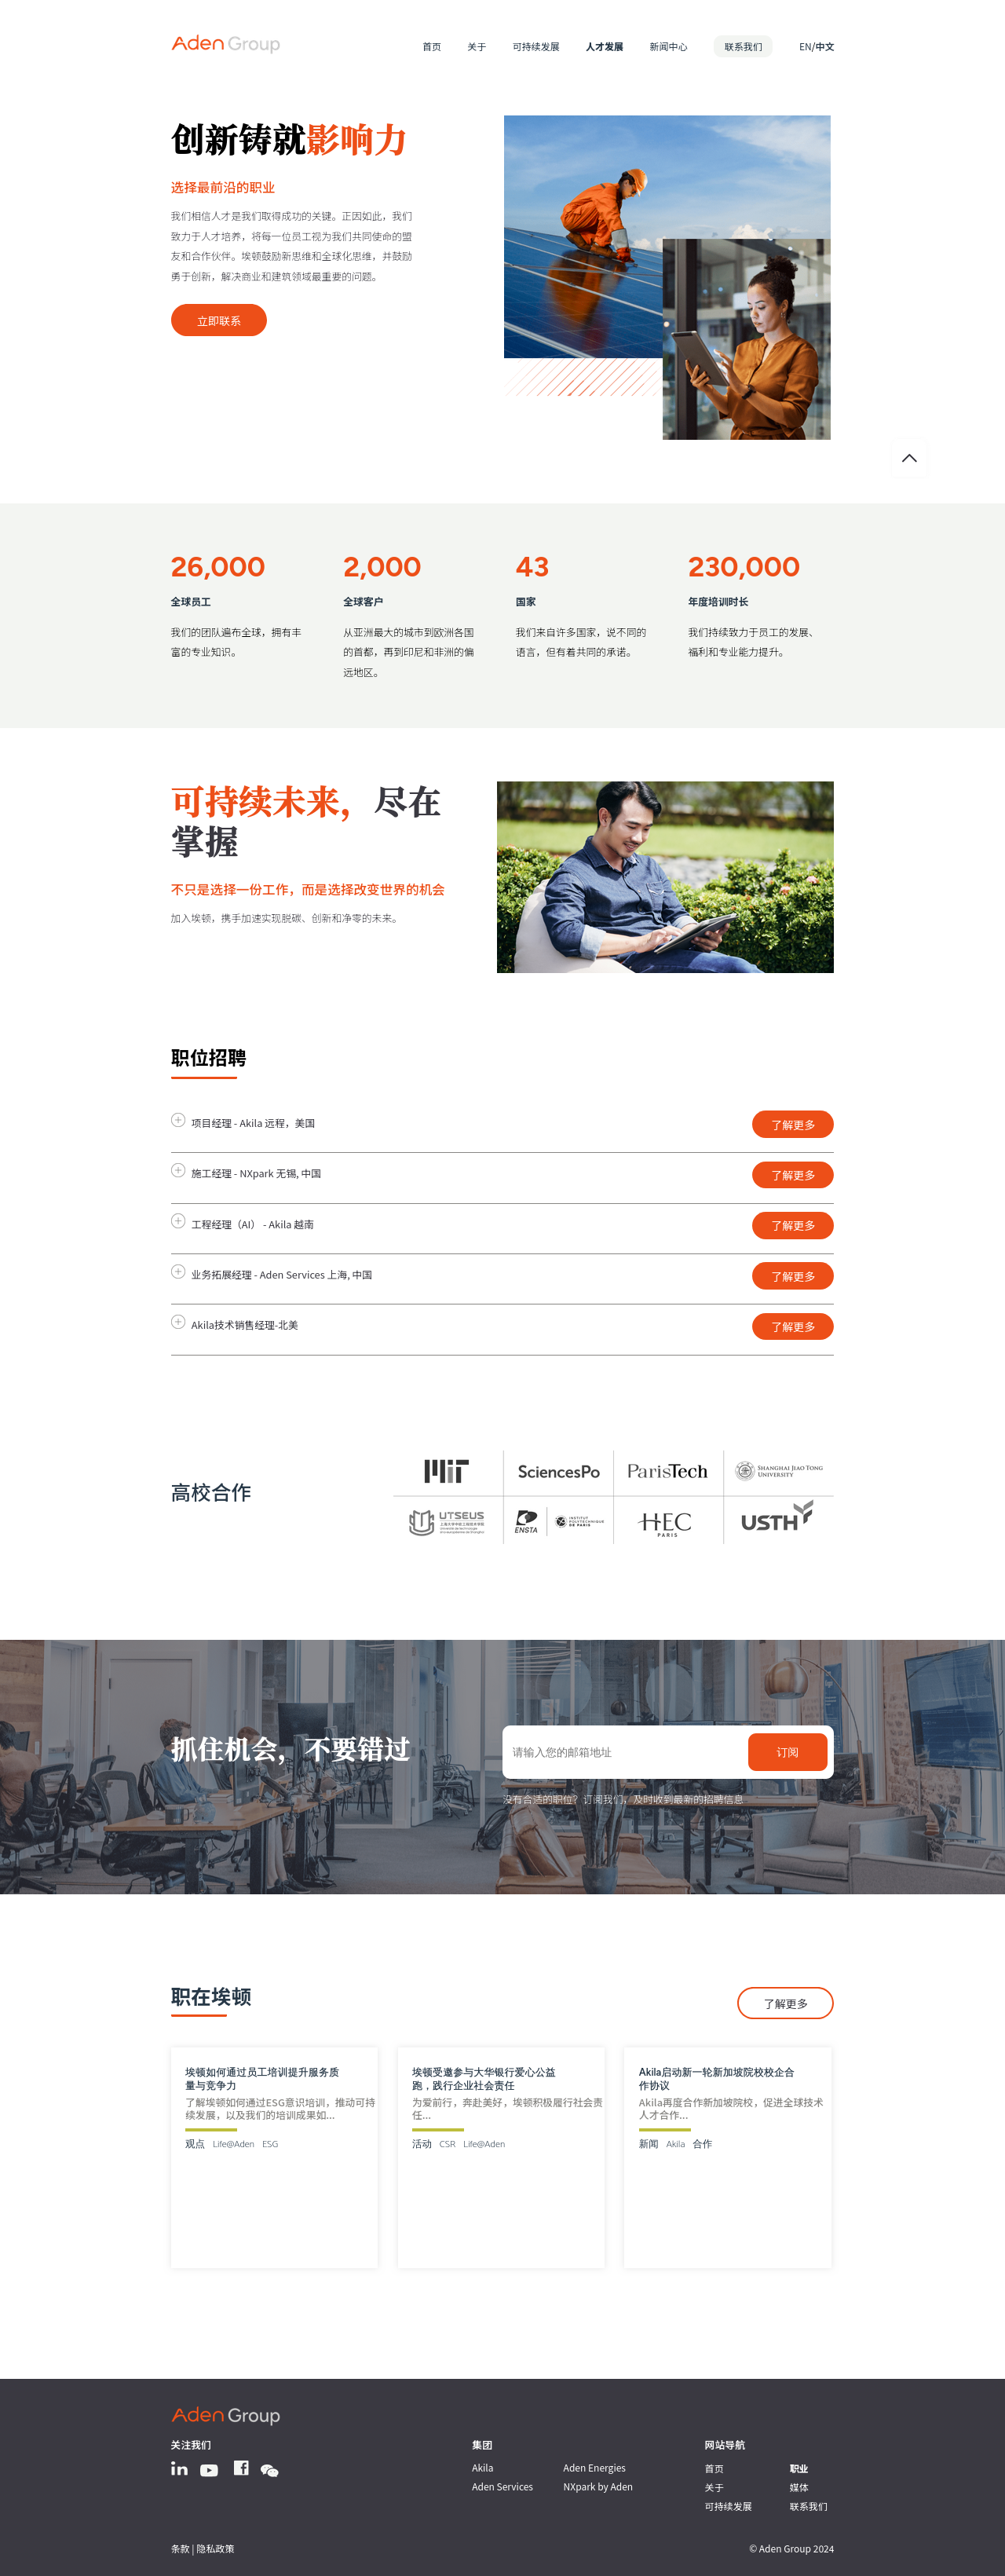 Aden Group
首页
关于
可持续发展
人才发展
新闻中心
联系我们
EN/中文
创新铸就影响力
选择最前沿的职业
我们相信人才是我们取得成功的关键。正因如此，我们
致力于人才培养，将每一位员工视为我们共同使命的盟
友和合作伙伴。埃顿鼓励新思维和全球化思维，并鼓励
勇于创新，解决商业和建筑领域最重要的问题。
立即联系
26,000
全球员工
我们的团队遍布全球，拥有丰
富的专业知识。
2,000
全球客户
从亚洲最大的城市到欧洲各国
的首都，再到印尼和非洲的偏
远地区。
43
国家
我们来自许多国家，说不同的
语言，但有着共同的承诺。
230,000
年度培训时长
我们持续致力于员工的发展、
福利和专业能力提升。
可持续未来，尽在
掌握
不只是选择一份工作，而是选择改变世界的机会
加入埃顿，携手加速实现脱碳、创新和净零的未来。
职位招聘
项目经理 - Akila 远程，美国
了解更多
施工经理 - NXpark 无锡, 中国
了解更多
工程经理（AI） - Akila 越南
了解更多
业务拓展经理 - Aden Services 上海, 中国
了解更多
Akila技术销售经理-北美
了解更多
高校合作
MIT
SciencesPo
ParisTech
SHANGHAI JIAO TONG
UNIVERSITY
UTSEUS
ENSTA
INSTITUT
POLYTECHNIQUE
DE PARIS
HEC
PARIS
USTH
抓住机会，不要错过
请输入您的邮箱地址
订阅
没有合适的职位？订阅我们，及时收到最新的招聘信息
职在埃顿
了解更多
埃顿如何通过员工培训提升服务质
量与竞争力
了解埃顿如何通过ESG意识培训，推动可持
续发展，以及我们的培训成果如...
观点 Life@Aden ESG
埃顿受邀参与大华银行爱心公益
跑，践行企业社会责任
为爱前行，奔赴美好，埃顿积极履行社会责
任...
活动 CSR Life@Aden
Akila启动新一轮新加坡院校校企合
作协议
Akila再度合作新加坡院校，促进全球技术
人才合作...
新闻 Akila 合作
Aden Group
关注我们
集团
Akila
Aden Energies
Aden Services
NXpark by Aden
网站导航
首页
职业
关于
媒体
可持续发展
联系我们
条款 | 隐私政策
© Aden Group 2024